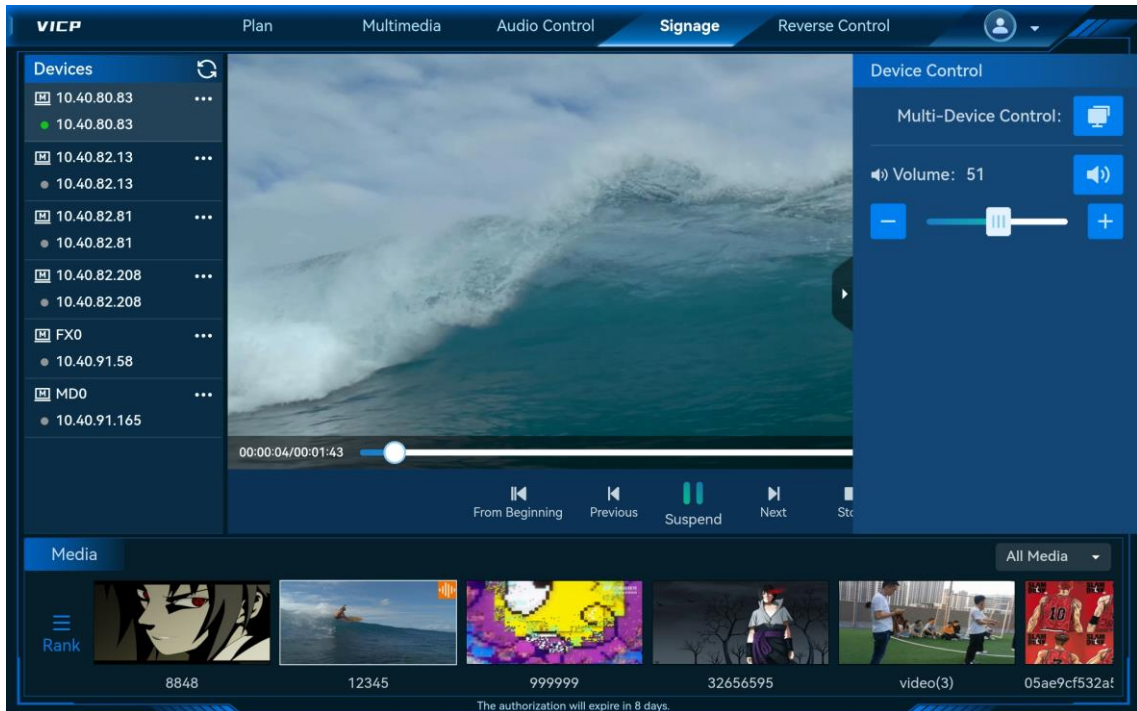 VICP
Plan
Multimedia
Audio Control
Signage
Reverse Control
Devices
10.40.80.83
10.40.80.83
10.40.82.13
10.40.82.13
10.40.82.81
10.40.82.81
10.40.82.208
10.40.82.208
FX0
10.40.91.58
MD0
10.40.91.165
00:00:04/00:01:43
From Beginning
Previous
Suspend
Next
Sto
Device Control
Multi-Device Control:
Volume: 51
Media
All Media
Rank
10
8848
12345
999999
32656595
video(3)
05ae9cf532a
The authorization will expire in 8 days.